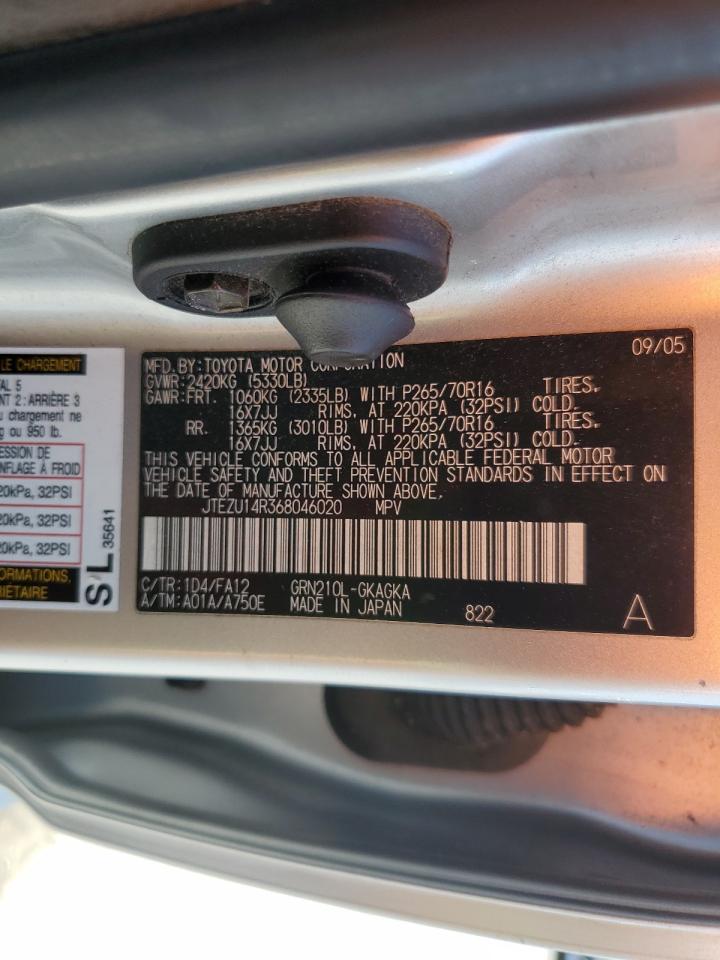 LE CHARGEMENT
AL 5
NT 2: ARRIÈRE 3
u chargement ne
g ou 950 lb.
ESSION DE
NFLAGE À FROID
20kPa, 32PSI
20kPa, 32PSI
20kPa, 32PSI
ORMATIONS,
RIÉTAIRE
S L 35641
09/05
MFD. BY: TOYOTA MOTOR CORPORATION
GVWR: 2420KG (5330LB)
GAWR: FRT. 1060KG (2335LB) WITH P265/70R16 TIRES.
16X7JJ RIMS, AT 220KPA (32PSI) COLD.
RR. 1365KG (3010LB) WITH P265/70R16 TIRES.
16X7JJ RIMS, AT 220KPA (32PSI) COLD.
THIS VEHICLE CONFORMS TO ALL APPLICABLE FEDERAL MOTOR
VEHICLE SAFETY AND THEFT PREVENTION STANDARDS IN EFFECT ON
THE DATE OF MANUFACTURE SHOWN ABOVE.
JTEZU14R368046020 MPV
C/TR: 1D4/FA12 GRN210L-GKAGKA
A/TM: A01A/A750E MADE IN JAPAN 822 A